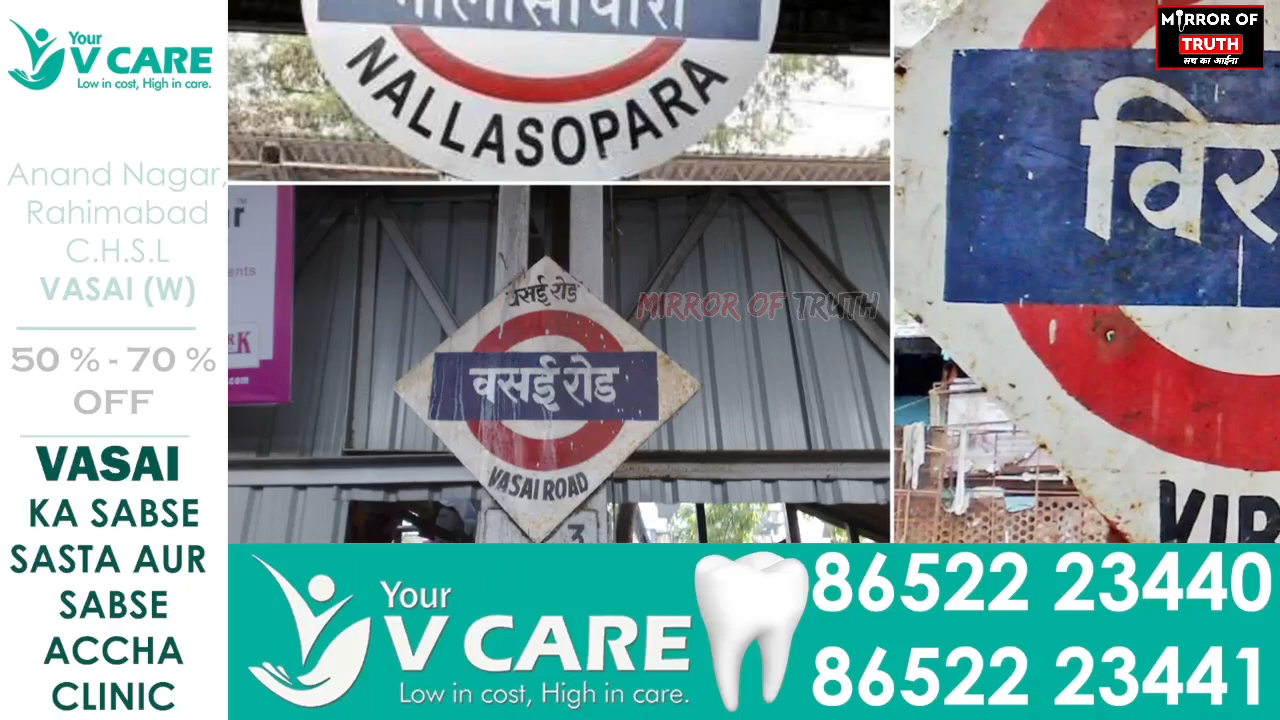 Your
V CARE
Low in cost, High in care.
Anand Nagar,
Rahimabad
C.H.S.L
VASAI (W)
50 % - 70 %
OFF
VASAI
KA SABSE
SASTA AUR
SABSE
ACCHA
CLINIC
NALLASOPARA
वसई रोड
वसई रोड
VASAI ROAD
3
MIRROR OF TRUTH
MIRROR OF
TRUTH
सच का आईना
विर
VIR
Your
V CARE
Low in cost, High in care.
86522 23440
86522 23441